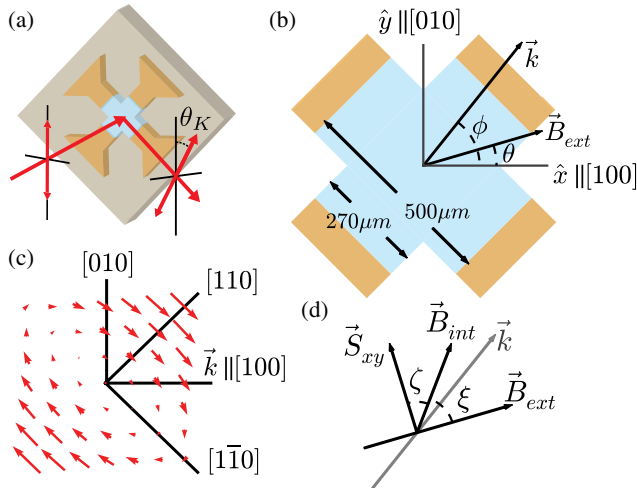 (a)
θ_K
(b)
ŷ || [010]
k⃗
ϕ
B⃗_ext
θ
x̂ || [100]
270μm
500μm
(c)
[010]
[110]
k⃗ || [100]
[11̅0]
(d)
S⃗_xy
B⃗_int
k⃗
ζ
ξ
B⃗_ext